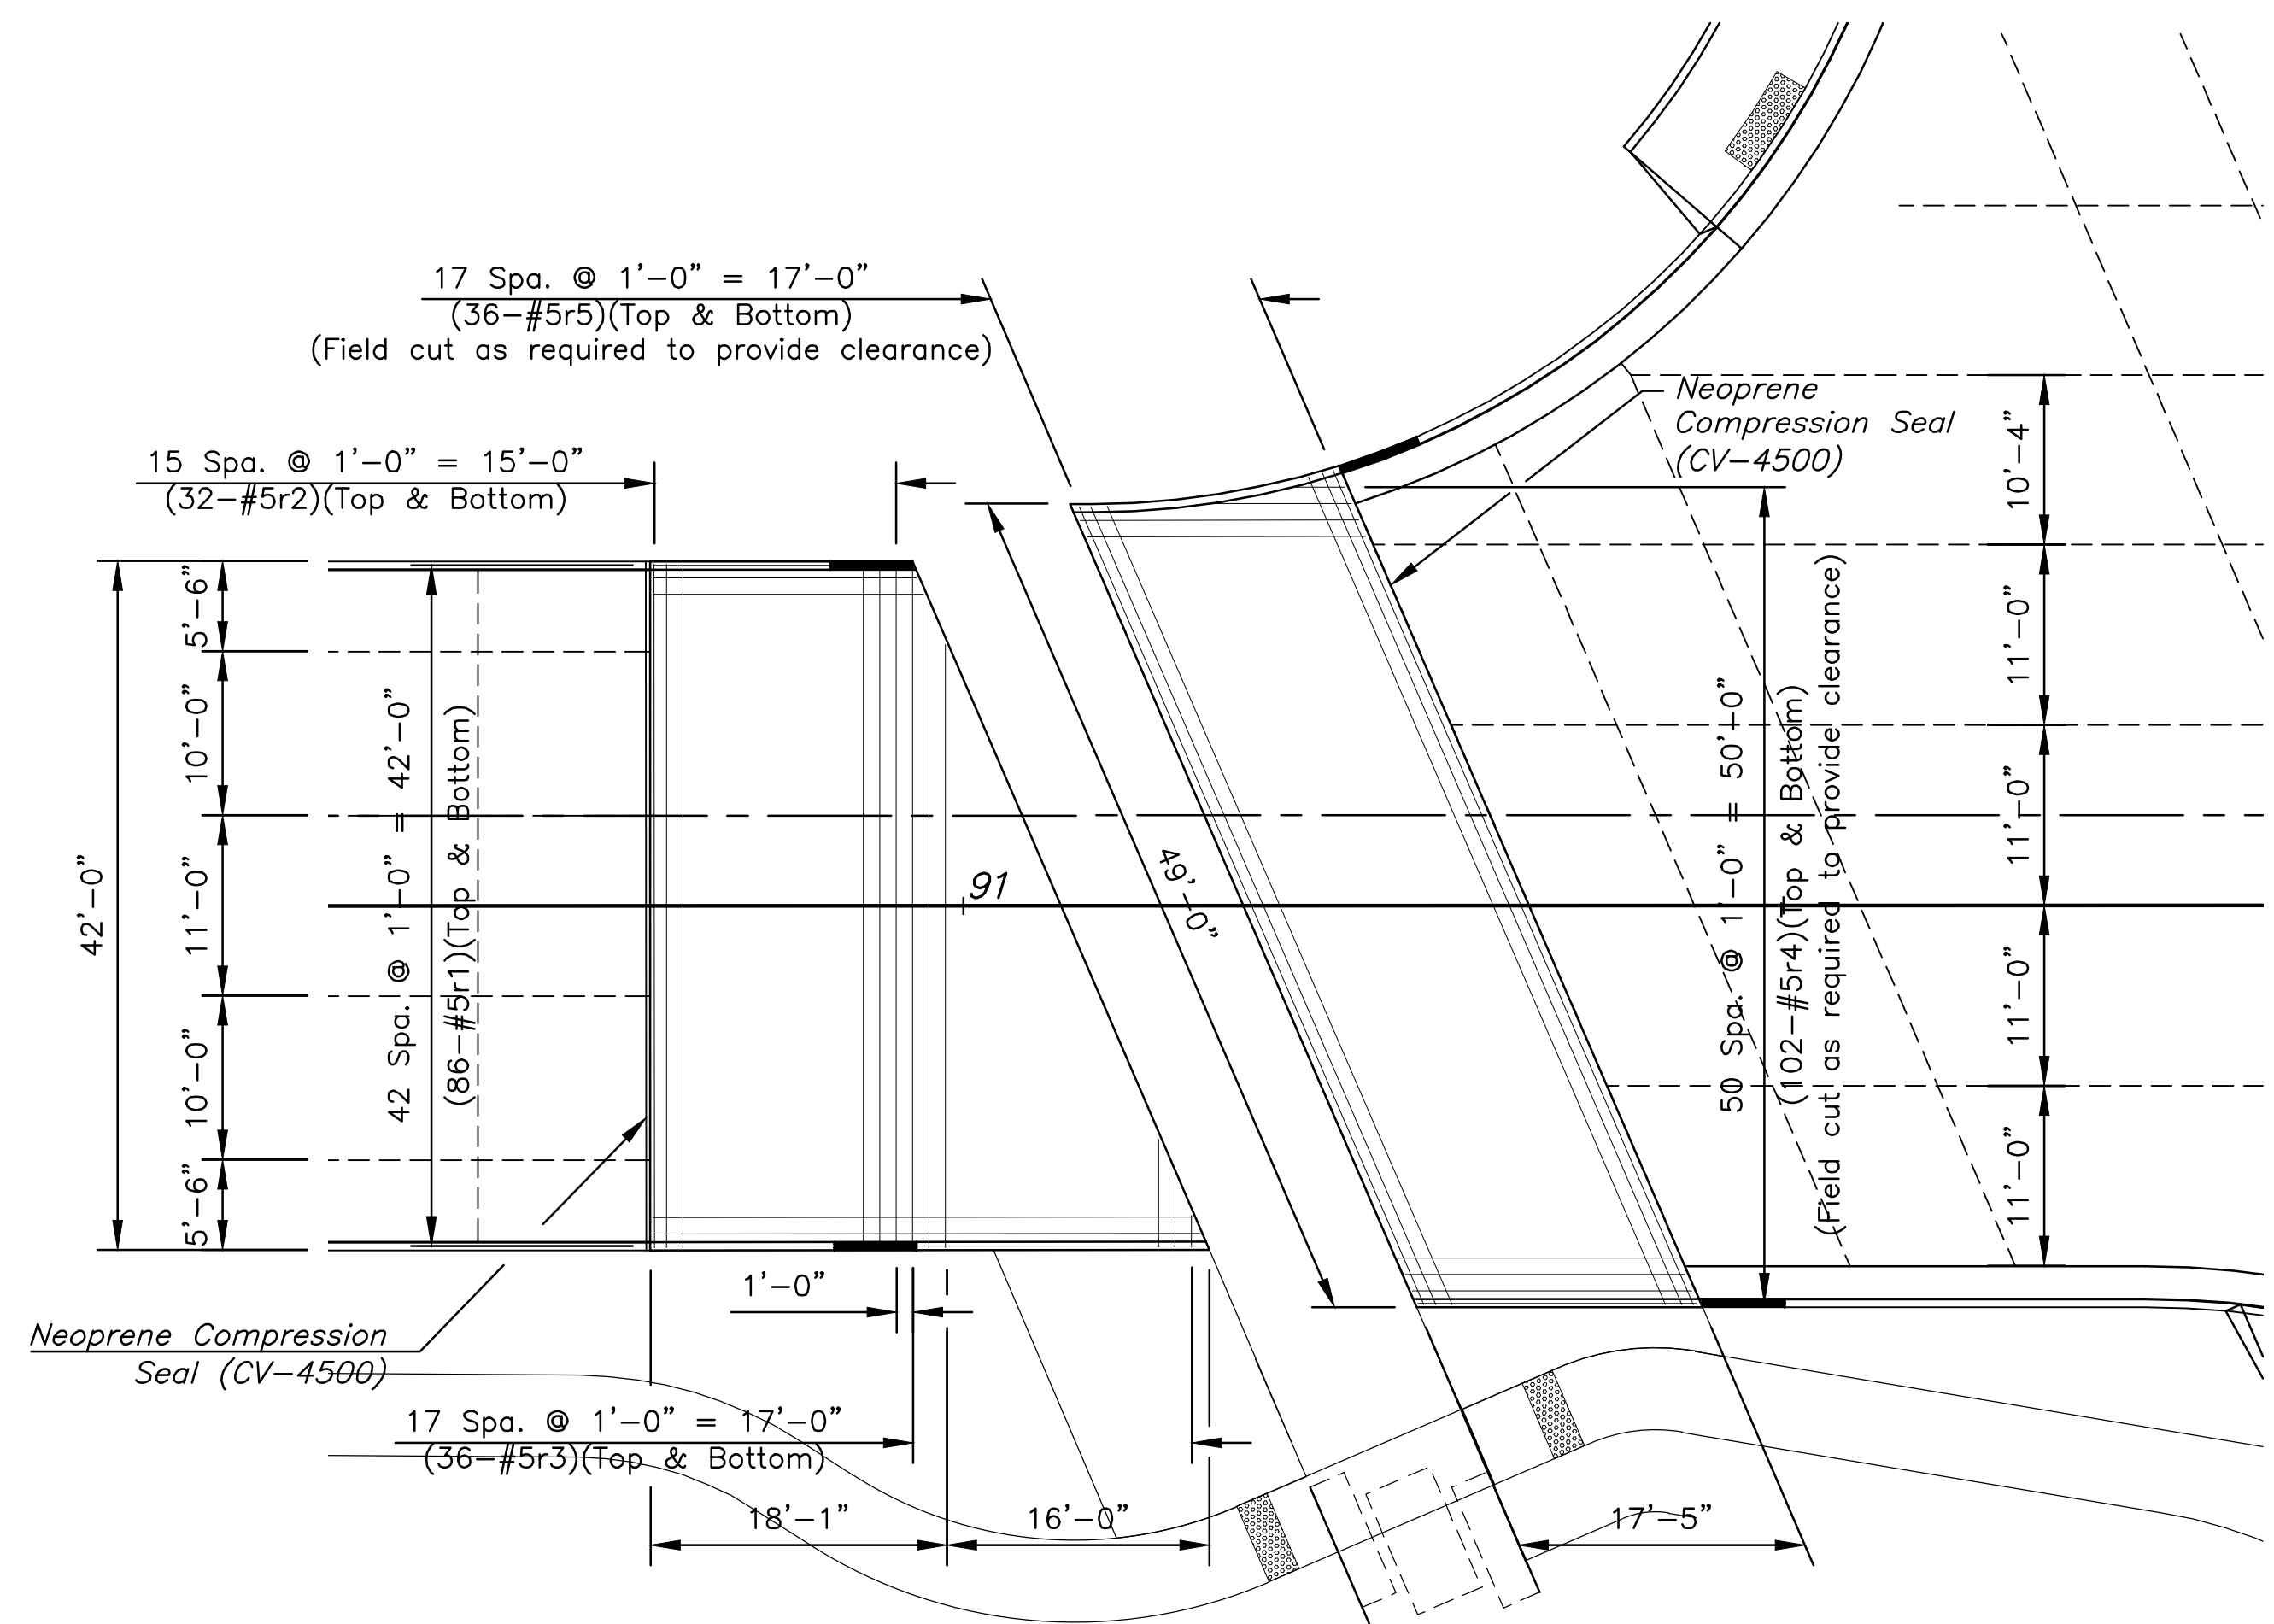 17 Spa. @ 1'-0" = 17'-0"
(36-#5r5)(Top & Bottom)
(Field cut as required to provide clearance)
Neoprene
Compression Seal
(CV-4500)
15 Spa. @ 1'-0" = 15'-0"
(32-#5r2)(Top & Bottom)
42'-0"
5'-6"
10'-0"
11'-0"
10'-0"
5'-6"
42 Spa. @ 1'-0" = 42'-0"
(86-#5r1)(Top & Bottom)
91
49'-0"
50 Spa. @ 1'-0" = 50'-0"
(102-#5r4)(Top & Bottom)
(Field cut as required to provide clearance)
10'-4"
11'-0"
11'-0"
11'-0"
11'-0"
1'-0"
Neoprene Compression
Seal (CV-4500)
17 Spa. @ 1'-0" = 17'-0"
(36-#5r3)(Top & Bottom)
18'-1"
16'-0"
17'-5"